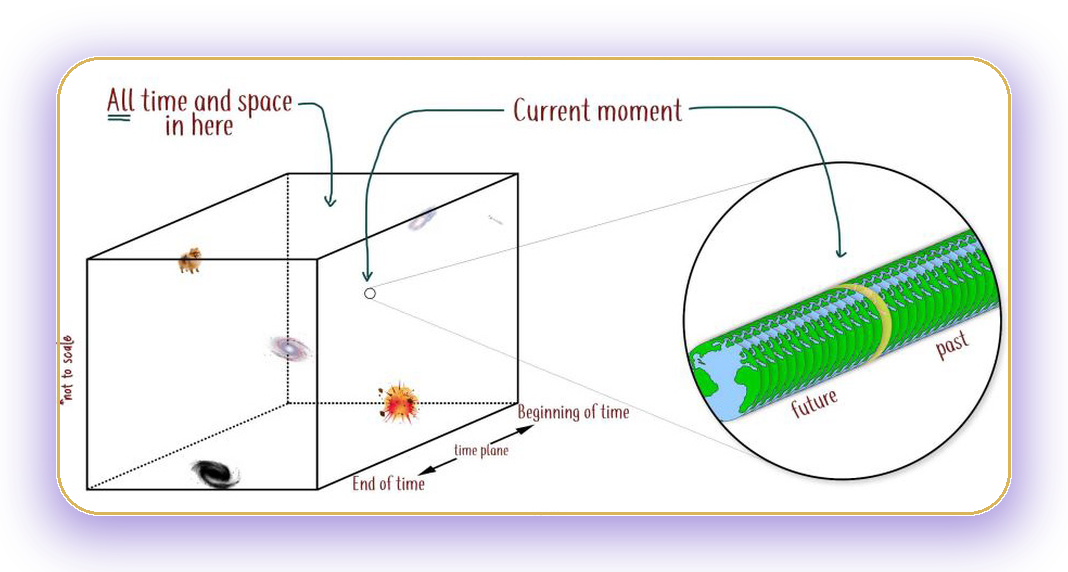 All time and space
in here
Current moment
*not to scale
Beginning of time
time plane
End of time
past
future